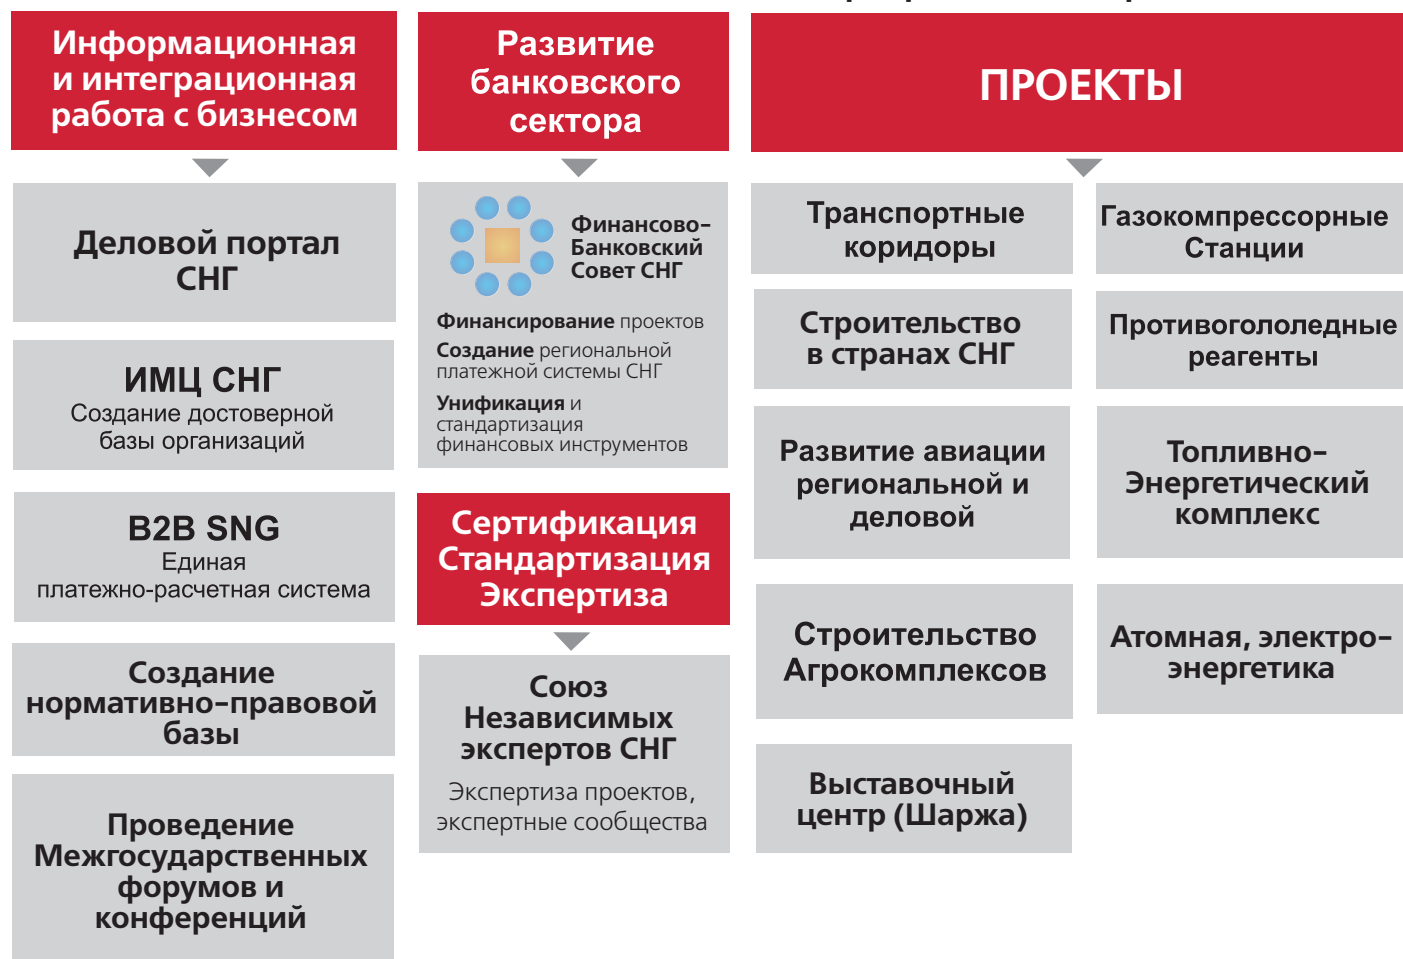 Информационная
и интеграционная
работа с бизнесом
Деловой портал
СНГ
ИМЦ СНГ
Создание достоверной
базы организаций
B2B SNG
Единая
платежно-расчетная система
Создание
нормативно-правовой
базы
Проведение
Межгосударственных
форумов и
конференций
Развитие
банковского
сектора
Финансово-
Банковский
Совет СНГ
Финансирование проектов
Создание региональной
платежной системы СНГ
Унификация и
стандартизация
финансовых инструментов
Сертификация
Стандартизация
Экспертиза
Союз
Независимых
экспертов СНГ
Экспертиза проектов,
экспертные сообщества
ПРОЕКТЫ
Транспортные
коридоры
Строительство
в странах СНГ
Развитие авиации
региональной и
деловой
Строительство
Агрокомплексов
Выставочный
центр (Шаржа)
Газокомпрессорные
Станции
Противогололедные
реагенты
Топливно-
Энергетический
комплекс
Атомная, электро-
энергетика